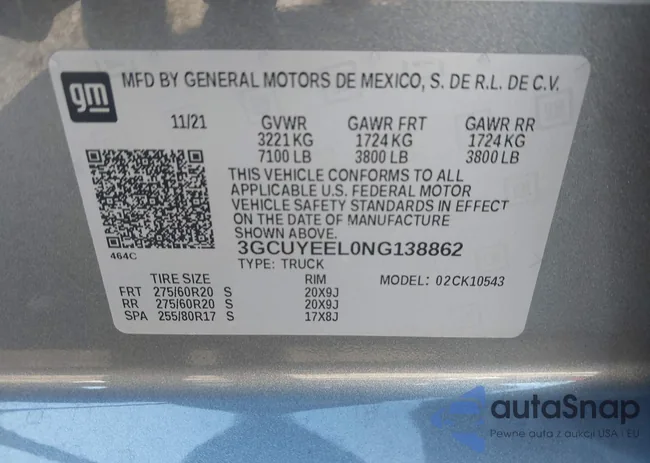 gm
MFD BY GENERAL MOTORS DE MEXICO, S. DE R.L. DE C.V.
11/21 GVWR GAWR FRT GAWR RR
3221 KG 1724 KG 1724 KG
7100 LB 3800 LB 3800 LB
THIS VEHICLE CONFORMS TO ALL
APPLICABLE U.S. FEDERAL MOTOR
VEHICLE SAFETY STANDARDS IN EFFECT
ON THE DATE OF MANUFACTURE
SHOWN ABOVE.
464C
3GCUYEEL0NG138862
TYPE: TRUCK
TIRE SIZE RIM MODEL: 02CK10543
FRT 275/60R20 S 20X9J
RR 275/60R20 S 20X9J
SPA 255/80R17 S 17X8J
autaSnap
Pewne auta z aukcji USA - EU